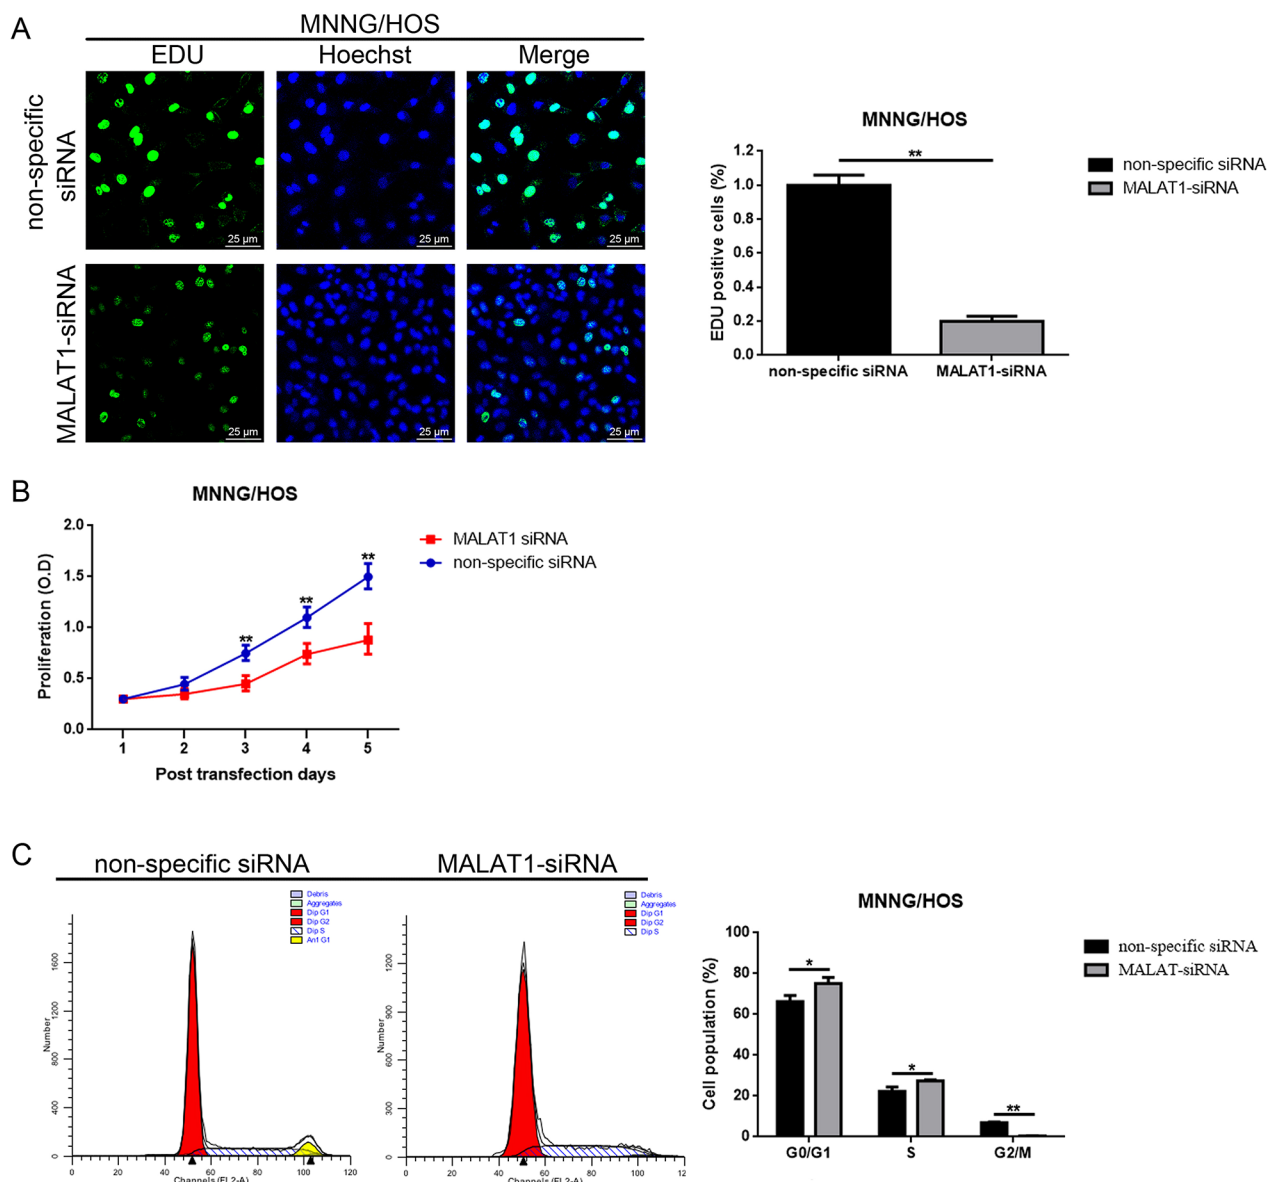 A
MNNG/HOS
EDU
Hoechst
Merge
non-specific
siRNA
25 µm
25 µm
25 µm
MALAT1-siRNA
25 µm
25 µm
25 µm
MNNG/HOS
EDU positive cells (%)
1.2
1.0
0.8
0.6
0.4
0.2
0.0
**
non-specific siRNA
MALAT1-siRNA
non-specific siRNA
MALAT1-siRNA
B
MNNG/HOS
Proliferation (O.D)
2.0
1.5
1.0
0.5
0.0
**
**
**
1 2 3 4 5
Post transfection days
MALAT1 siRNA
non-specific siRNA
C
non-specific siRNA
Debris
Aggregates
Dip G1
Dip G2
Dip S
An1 G1
Number
1600
1200
800
400
0
0 20 40 60 80 100 120
Channels (FL2-A)
MALAT1-siRNA
Debris
Aggregates
Dip G1
Dip G2
Dip S
Number
1200
900
600
300
0
0 20 40 60 80 100 12
Channels (FL2-A)
MNNG/HOS
Cell population (%)
100
80
60
40
20
0
*
*
**
G0/G1 S G2/M
non-specific siRNA
MALAT-siRNA